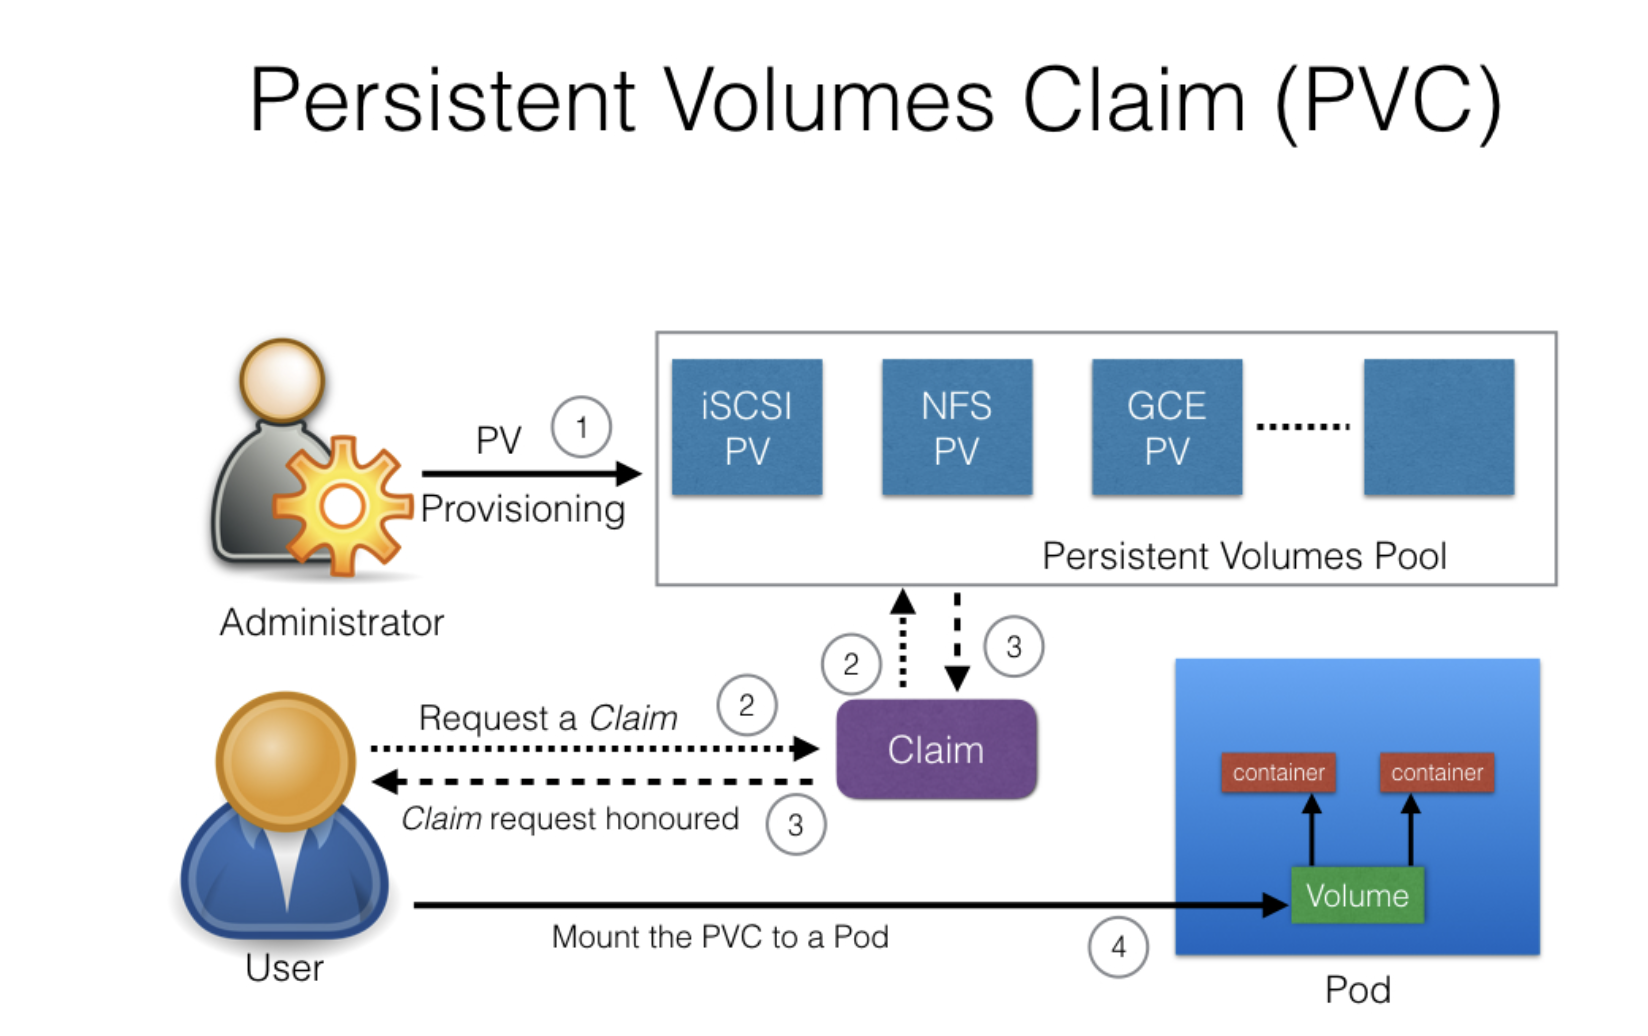 Persistent Volumes Claim (PVC)
PV
1
Provisioning
Administrator
iSCSI
PV
NFS
PV
GCE
PV
Persistent Volumes Pool
2
3
Request a Claim
2
Claim
Claim request honoured
3
User
Mount the PVC to a Pod
4
container
container
Volume
Pod